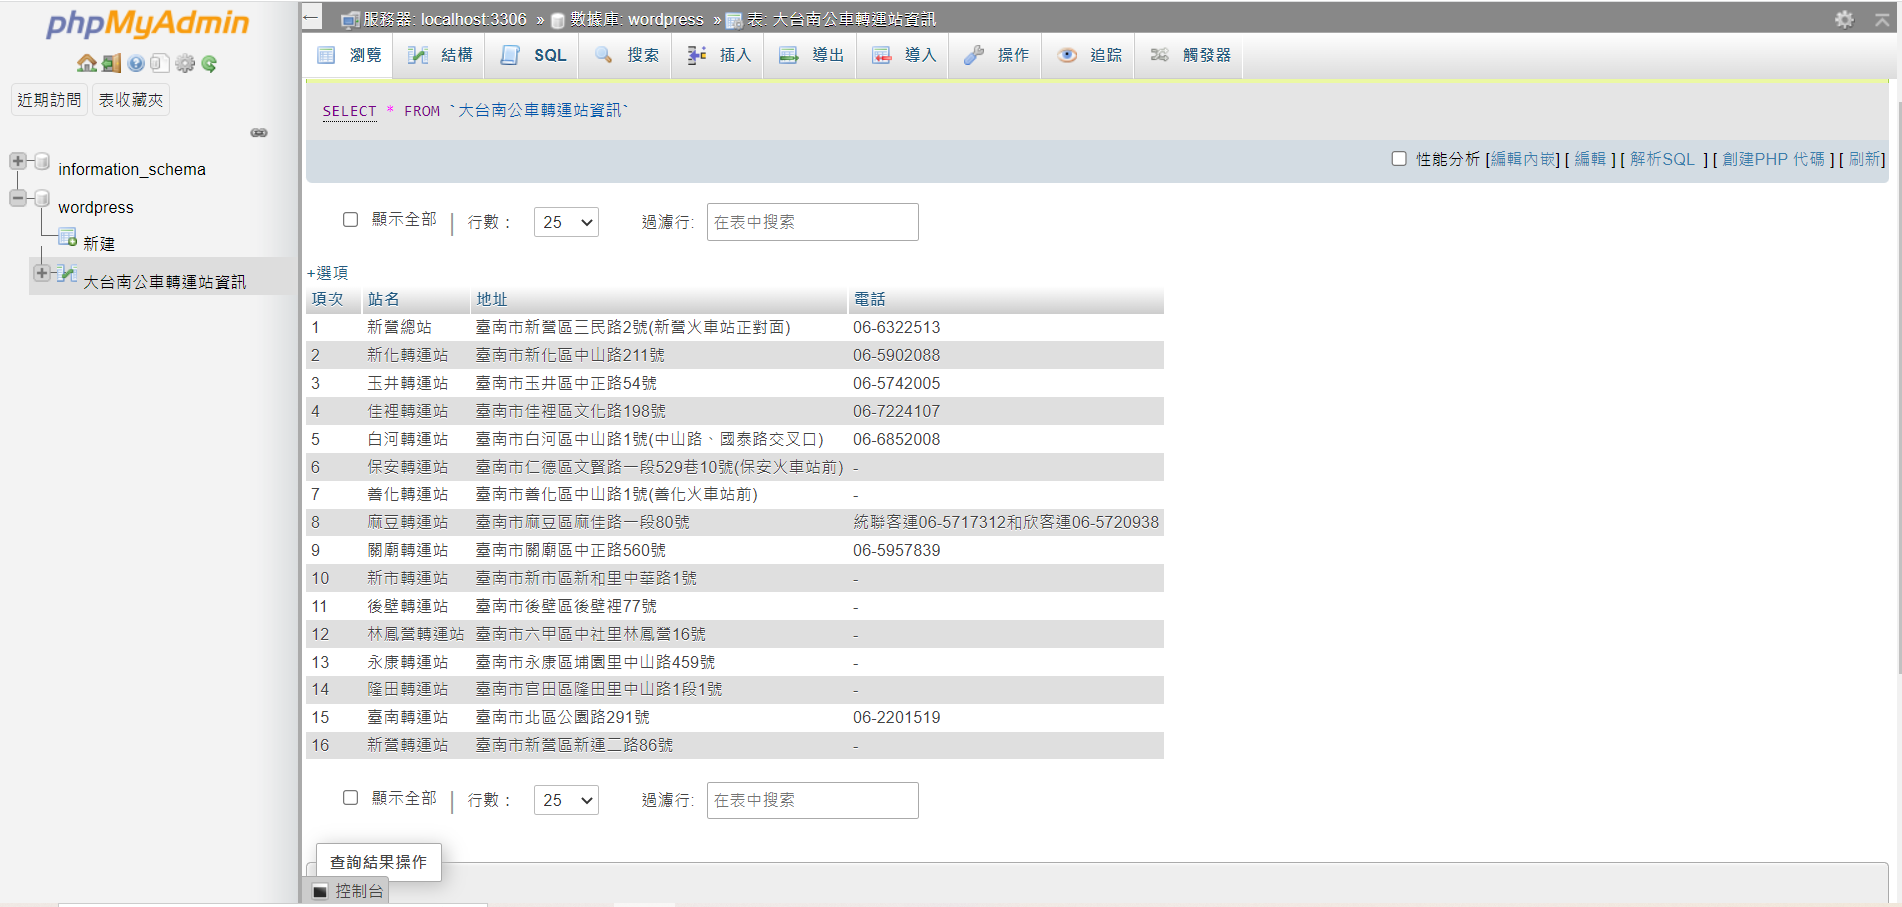 phpMyAdmin
近期訪問 表收藏夾
information_schema
wordpress
新建
大台南公車轉運站資訊
服務器: localhost:3306 » 數據庫: wordpress » 表: 大台南公車轉運站資訊
瀏覽 結構 SQL 搜索 插入 導出 導入 操作 追踪 觸發器
SELECT * FROM `大台南公車轉運站資訊`
性能分析 [編輯內嵌] [ 編輯 ] [ 解析SQL ] [ 創建PHP 代碼 ] [ 刷新]
顯示全部 | 行數： 25 過濾行: 在表中搜索
+選項
項次 站名 地址 電話
1 新營總站 臺南市新營區三民路2號(新營火車站正對面) 06-6322513
2 新化轉運站 臺南市新化區中山路211號 06-5902088
3 玉井轉運站 臺南市玉井區中正路54號 06-5742005
4 佳裡轉運站 臺南市佳裡區文化路198號 06-7224107
5 白河轉運站 臺南市白河區中山路1號(中山路、國泰路交叉口) 06-6852008
6 保安轉運站 臺南市仁德區文賢路一段529巷10號(保安火車站前) -
7 善化轉運站 臺南市善化區中山路1號(善化火車站前) -
8 麻豆轉運站 臺南市麻豆區麻佳路一段80號 統聯客運06-5717312和欣客運06-5720938
9 關廟轉運站 臺南市關廟區中正路560號 06-5957839
10 新市轉運站 臺南市新市區新和里中華路1號 -
11 後壁轉運站 臺南市後壁區後壁裡77號 -
12 林鳳營轉運站 臺南市六甲區中社里林鳳營16號 -
13 永康轉運站 臺南市永康區埔園里中山路459號 -
14 隆田轉運站 臺南市官田區隆田里中山路1段1號 -
15 臺南轉運站 臺南市北區公園路291號 06-2201519
16 新營轉運站 臺南市新營區新運二路86號 -
顯示全部 | 行數： 25 過濾行: 在表中搜索
查詢結果操作
控制台